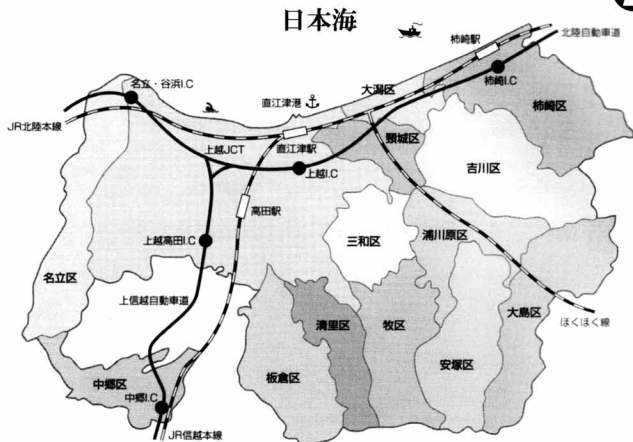 日本海
柿崎駅
北陸自動車道
名立・谷浜I.C
大潟区
柿崎I.C
直江津港
柿崎区
JR北陸本線
直江津駅
頸城区
上越JCT
上越I.C
吉川区
高田駅
三和区
浦川原区
上越高田I.C
名立区
上信越自動車道
大島区
ほくほく線
清里区
牧区
中郷区
板倉区
安塚区
中郷I.C
JR信越本線